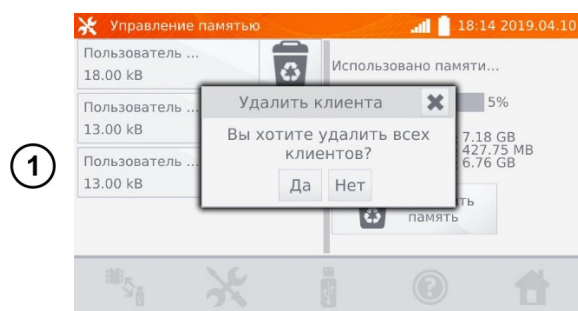 Управление памятью
18:14 2019.04.10
Пользователь ...
18.00 kB
Пользователь ...
13.00 kB
Пользователь ...
13.00 kB
Использовано памяти...
5%
7.18 GB
427.75 MB
6.76 GB
память
Удалить клиента
Вы хотите удалить всех
клиентов?
Да Нет
1